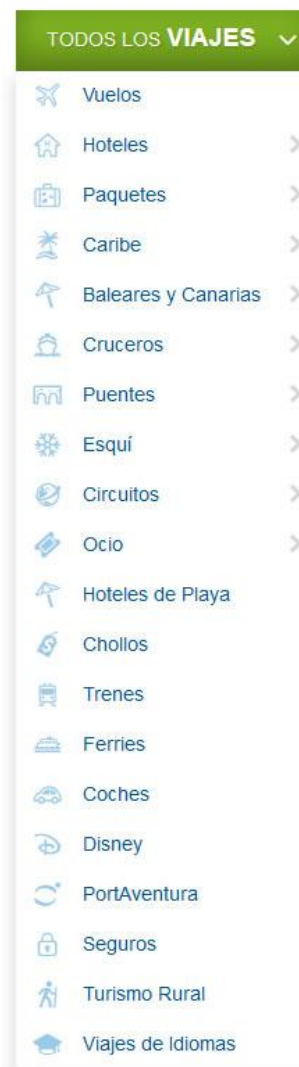 TODOS LOS VIAJES
Vuelos
Hoteles
Paquetes
Caribe
Baleares y Canarias
Cruceros
Puentes
Esquí
Circuitos
Ocio
Hoteles de Playa
Chollos
Trenes
Ferries
Coches
Disney
PortAventura
Seguros
Turismo Rural
Viajes de Idiomas